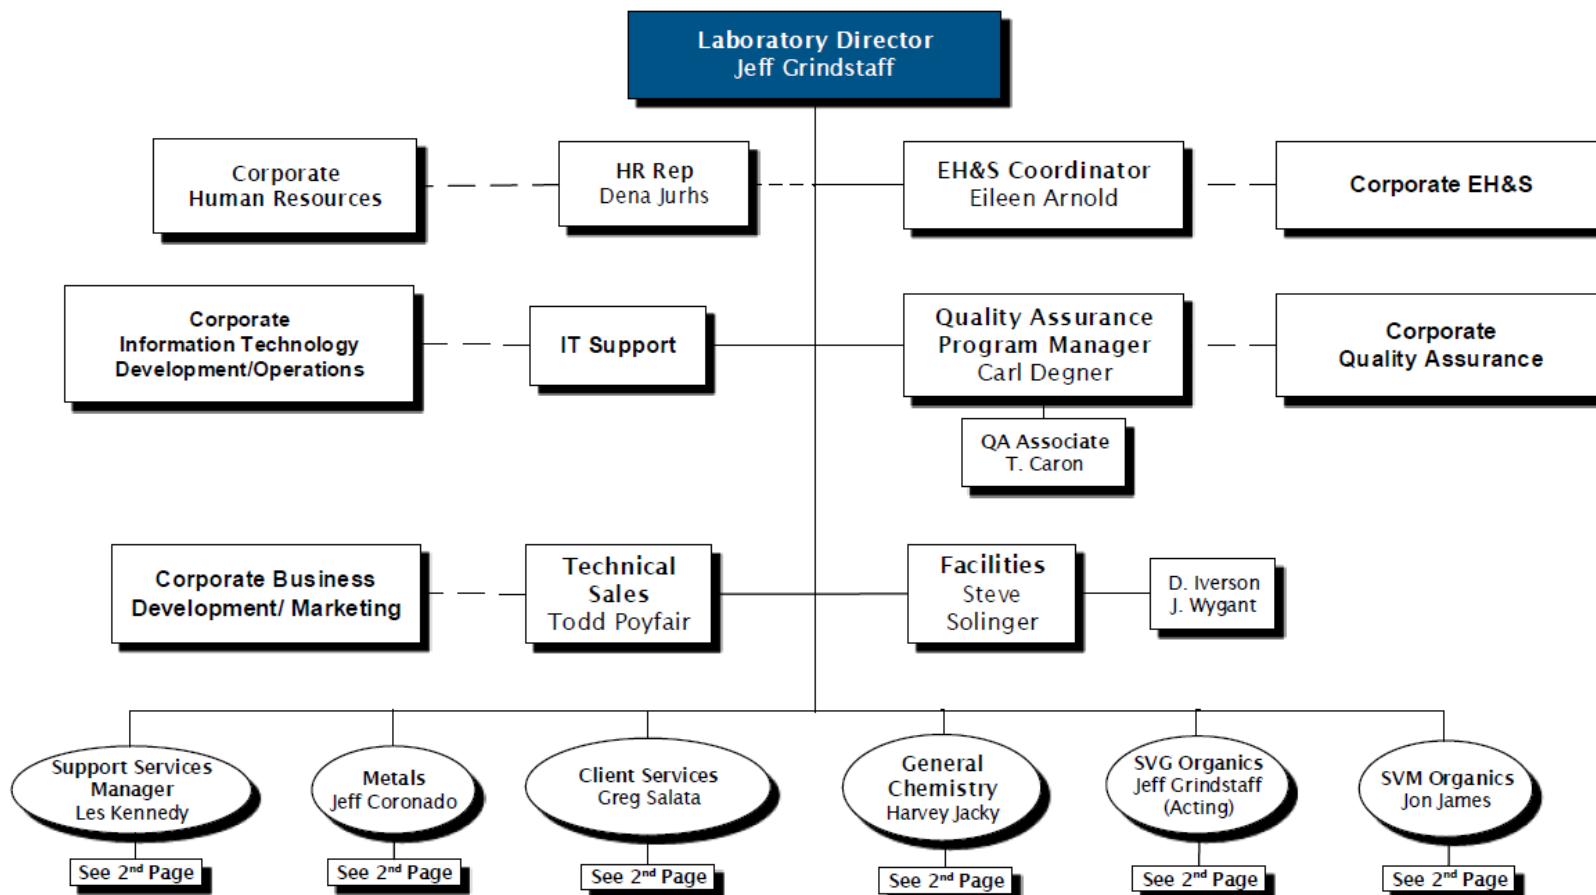 Laboratory Director
Jeff Grindstaff
Corporate
Human Resources
HR Rep
Dena Jurhs
EH&S Coordinator
Eileen Arnold
Corporate EH&S
Corporate
Information Technology
Development/Operations
IT Support
Quality Assurance
Program Manager
Carl Degner
Corporate
Quality Assurance
QA Associate
T. Caron
Corporate Business
Development/ Marketing
Technical
Sales
Todd Poyfair
Facilities
Steve
Solinger
D. Iverson
J. Wygant
Support Services
Manager
Les Kennedy
Metals
Jeff Coronado
Client Services
Greg Salata
General
Chemistry
Harvey Jacky
SVG Organics
Jeff Grindstaff
(Acting)
SVM Organics
Jon James
See 2nd Page
See 2nd Page
See 2nd Page
See 2nd Page
See 2nd Page
See 2nd Page